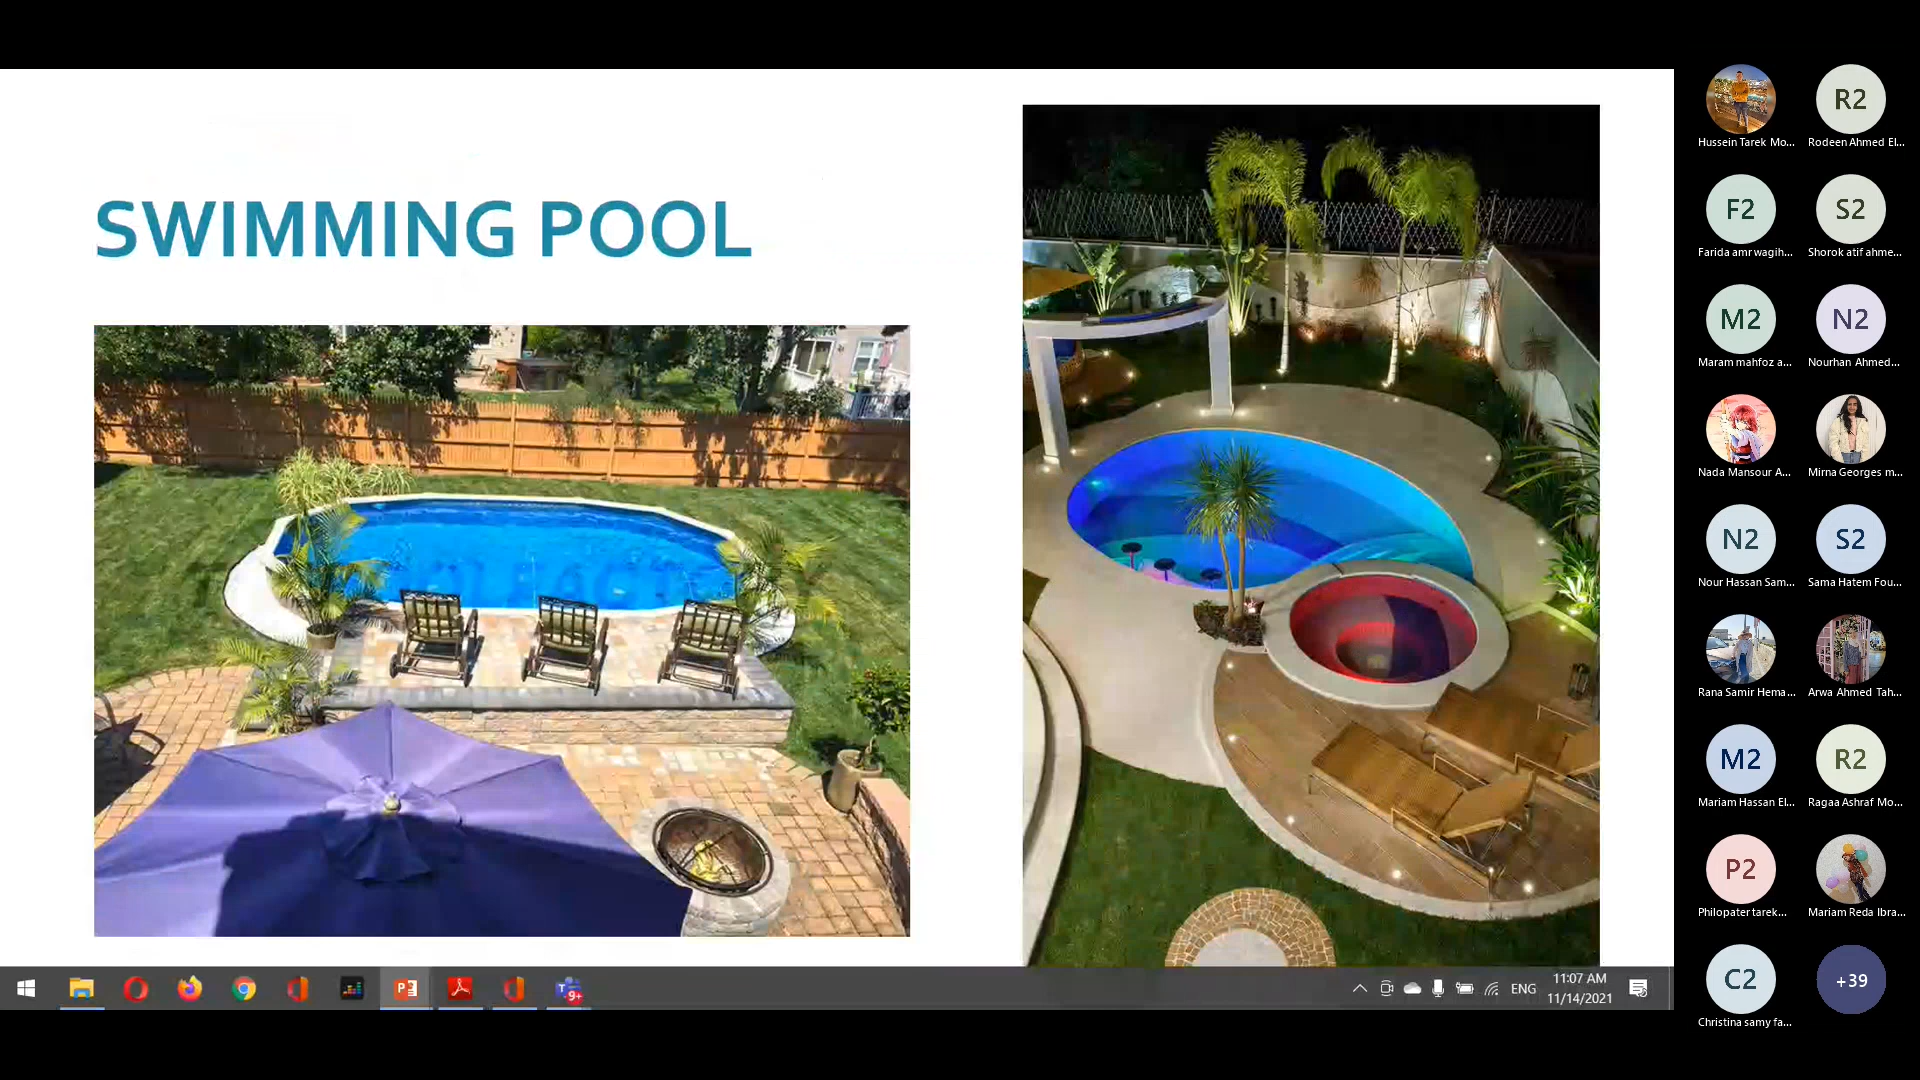 SWIMMING POOL
Hussein Tarek Mo...
R2
Rodeen Ahmed El...
F2
Farida amr wagih...
S2
Shorok atif ahme...
M2
Maram mahfoz a...
N2
Nourhan Ahmed...
Nada Mansour A...
Mirna Georges m...
N2
Nour Hassan Sam...
S2
Sama Hatem Fou...
Rana Samir Hema...
Arwa Ahmed Tah...
M2
Mariam Hassan El...
R2
Ragaa Ashraf Mo...
P2
Philopater tarek...
Mariam Reda Ibra...
C2
Christina samy fa...
+39
9+
ENG
11:07 AM
11/14/2021